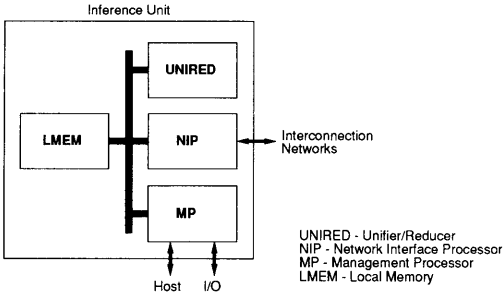 Inference Unit
UNIRED
LMEM
NIP
Interconnection
Networks
MP
Host I/O
UNIRED - Unifier/Reducer
NIP - Network Interface Processor
MP - Management Processor
LMEM - Local Memory